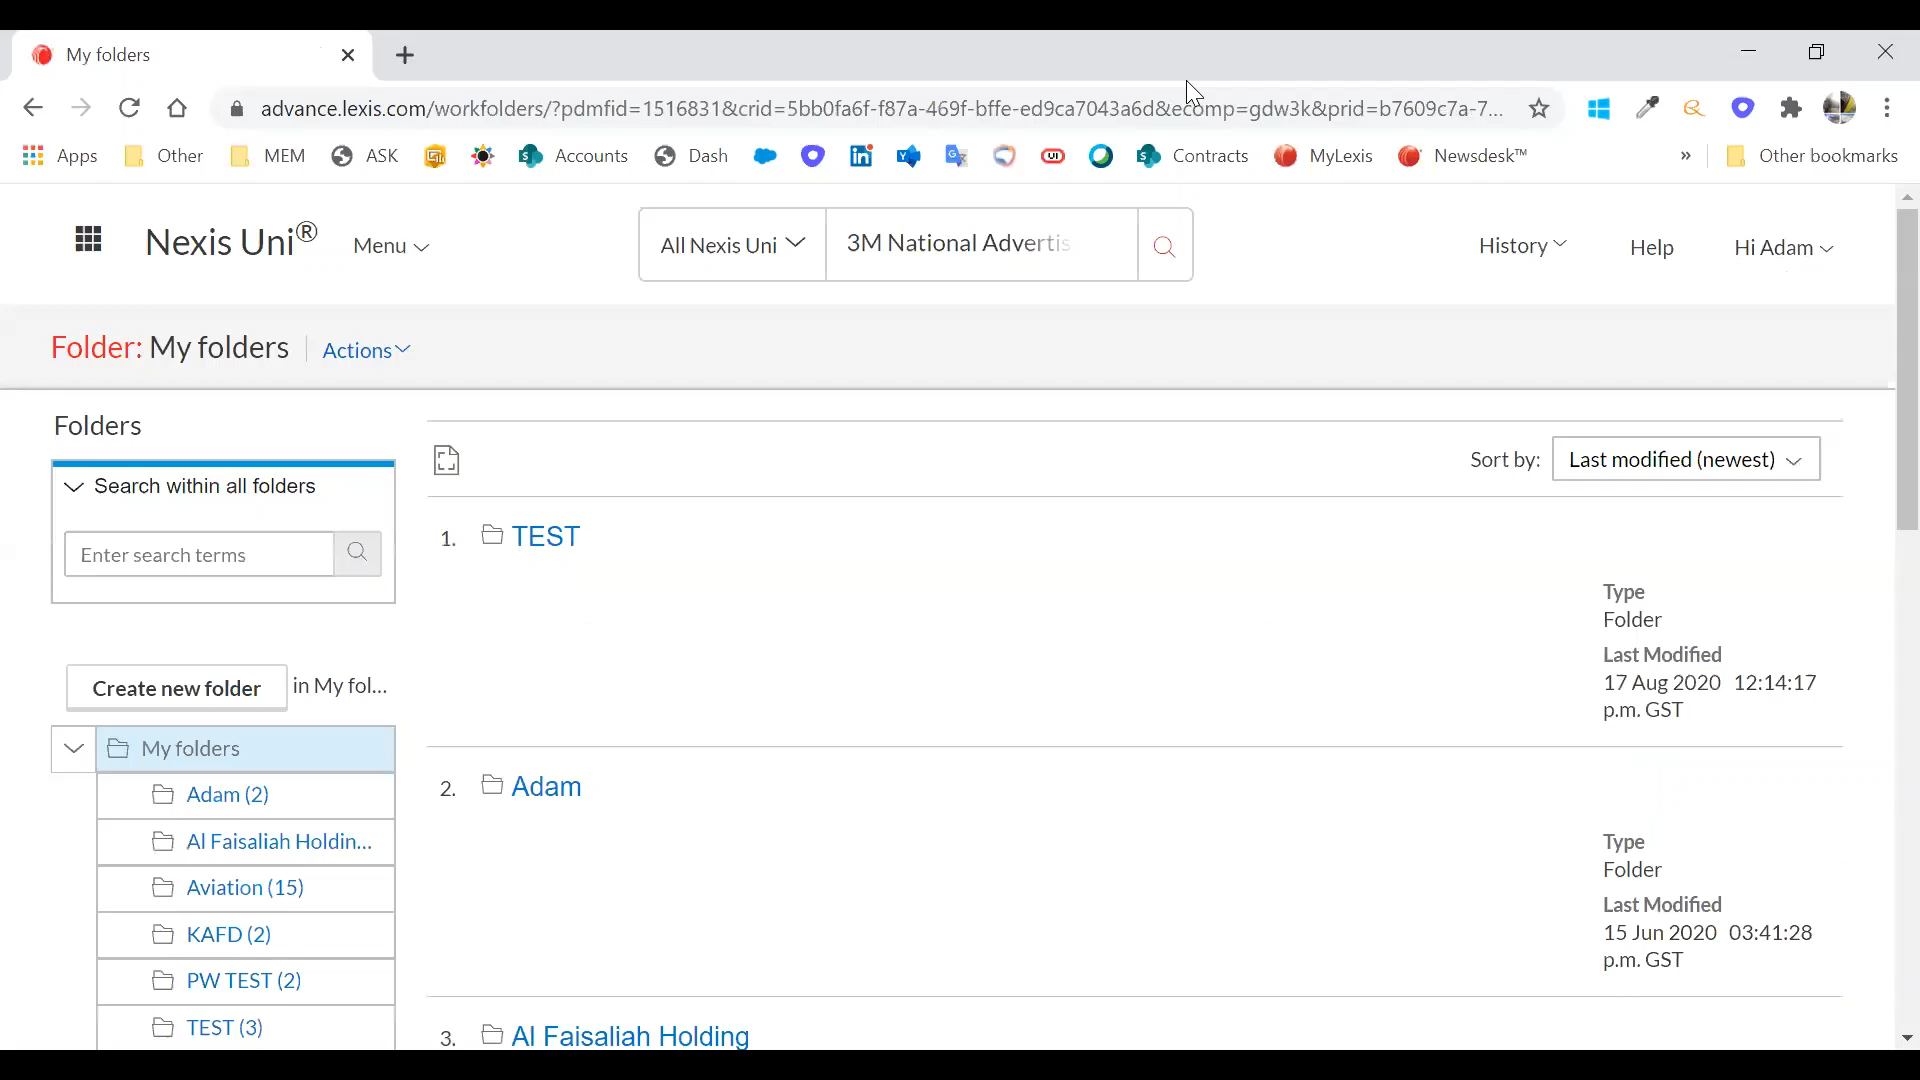 My folders
advance.lexis.com/workfolders/?pdmfid=1516831&crid=5bb0fa6f-f87a-469f-bffe-ed9ca7043a6d&ecomp=gdw3k&prid=b7609c7a-7...
Apps Other MEM ASK Accounts Dash Contracts MyLexis Newsdesk™ » Other bookmarks
Nexis Uni® Menu All Nexis Uni 3M National Advertis History Help Hi Adam
Folder: My folders Actions
Folders
Search within all folders
Enter search terms
Create new folder in My fol...
My folders
Adam (2)
Al Faisaliah Holdin...
Aviation (15)
KAFD (2)
PW TEST (2)
TEST (3)
Sort by: Last modified (newest)
1. TEST
Type
Folder
Last Modified
17 Aug 2020 12:14:17
p.m. GST
2. Adam
Type
Folder
Last Modified
15 Jun 2020 03:41:28
p.m. GST
3. Al Faisaliah Holding